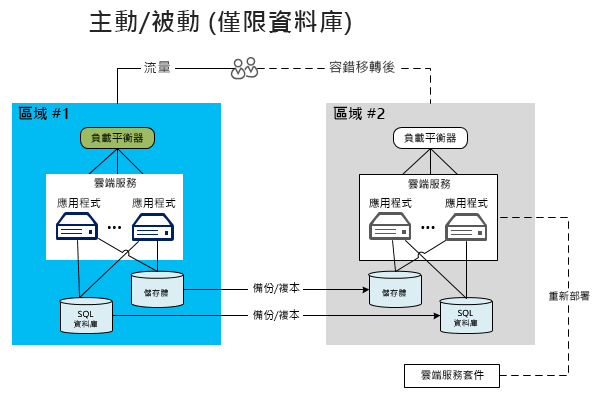 主動/被動 (僅限資料庫)
流量
容錯移轉後
區域 #1
區域 #2
負載平衡器
負載平衡器
雲端服務
雲端服務
應用程式
應用程式
應用程式
應用程式
儲存體
備份/複本
儲存體
重新部署
SQL
資料庫
備份/複本
SQL
資料庫
雲端服務套件